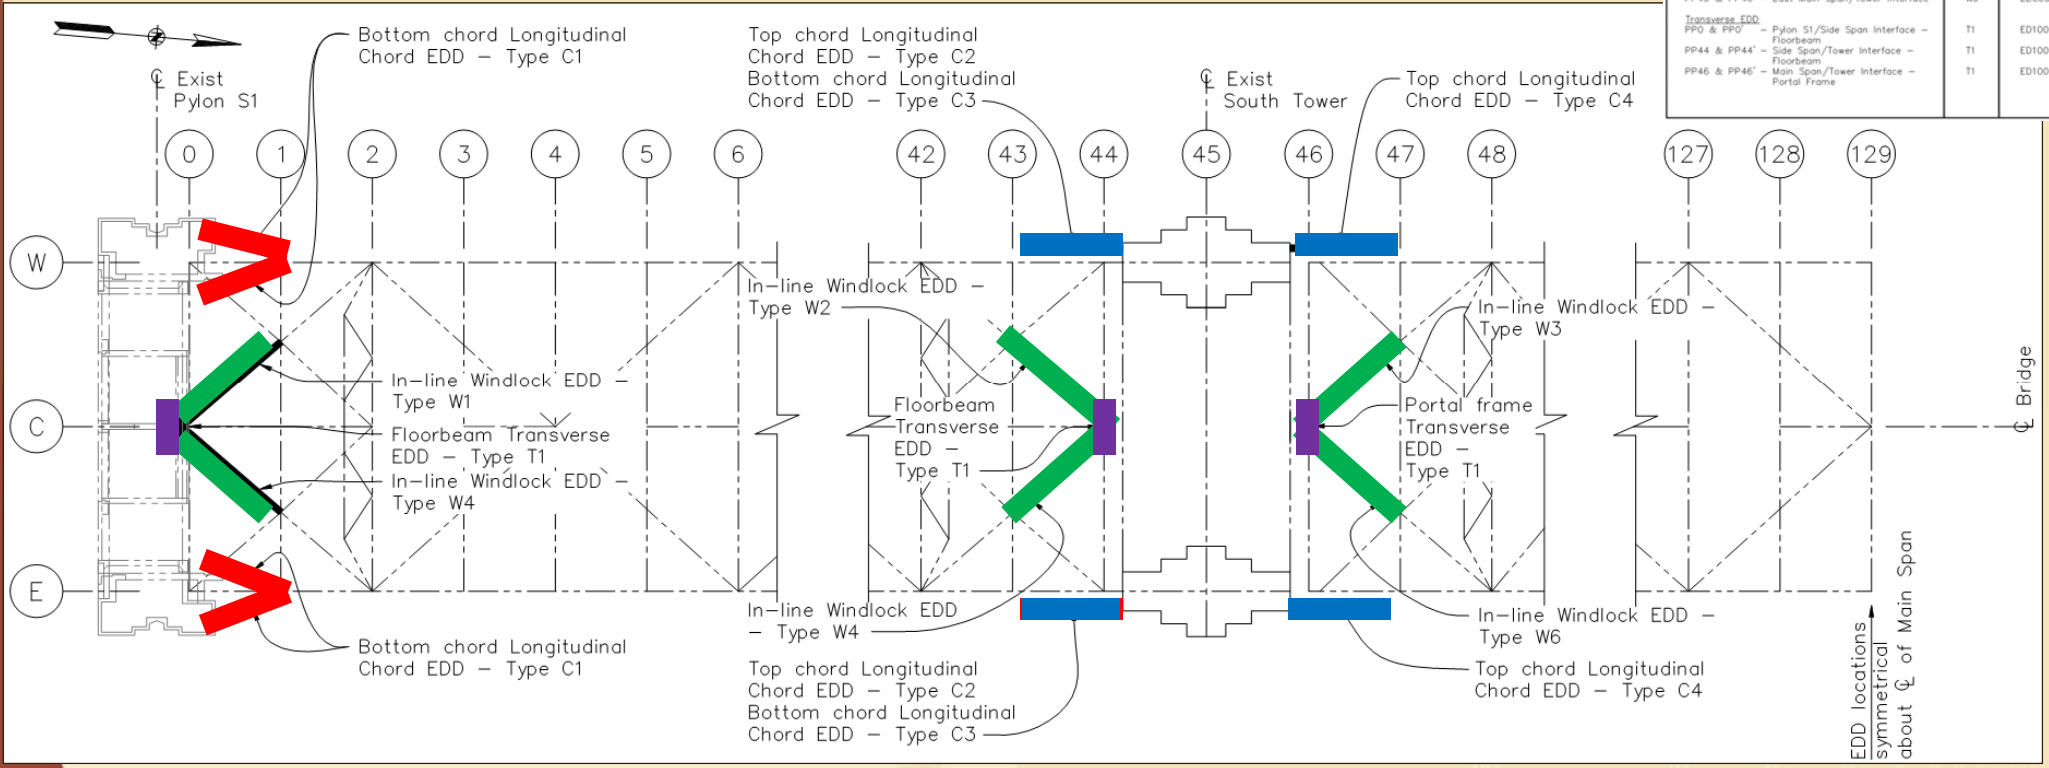 Transverse EDD
PP0 & PP0' – Pylon S1/Side Span Interface – T1 ED100
Floorbeam
PP44 & PP44' – Side Span/Tower Interface – T1 ED100
Floorbeam
PP46 & PP46' – Main Span/Tower Interface – T1 ED100
Portal Frame
Bottom chord Longitudinal
Chord EDD – Type C1
Top chord Longitudinal
Chord EDD – Type C2
Bottom chord Longitudinal
Chord EDD – Type C3
℄ Exist
Pylon S1
℄ Exist
South Tower
Top chord Longitudinal
Chord EDD – Type C4
0 1 2 3 4 5 6 42 43 44 45 46 47 48 127 128 129
W
C
E
In-line Windlock EDD –
Type W1
Floorbeam Transverse
EDD – Type T1
In-line Windlock EDD –
Type W4
In-line Windlock EDD –
Type W2
Floorbeam
Transverse
EDD –
Type T1
In-line Windlock EDD –
Type W3
Portal frame
Transverse
EDD –
Type T1
In-line Windlock EDD
– Type W4
In-line Windlock EDD –
Type W6
Bottom chord Longitudinal
Chord EDD – Type C1
Top chord Longitudinal
Chord EDD – Type C2
Bottom chord Longitudinal
Chord EDD – Type C3
Top chord Longitudinal
Chord EDD – Type C4
℄ Bridge
EDD locations
symmetrical
about ℄ of Main Span